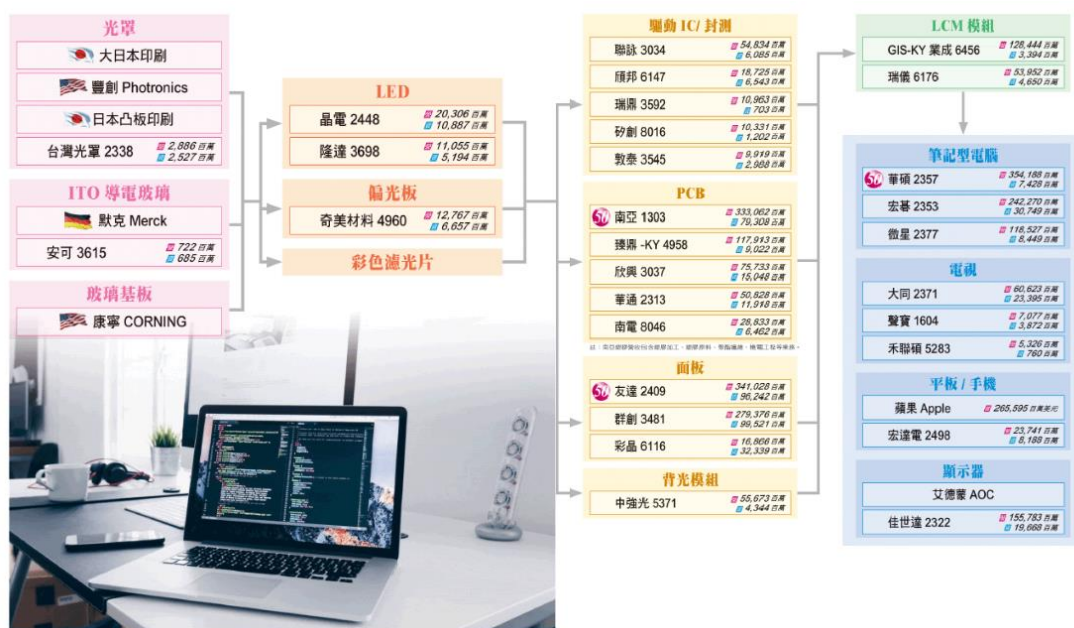 光罩
大日本印刷
豐創 Photronics
日本凸板印刷
台灣光罩 2338 2,886 百萬
2,527 百萬
ITO 導電玻璃
默克 Merck
安可 3615 722 百萬
685 百萬
玻璃基板
康寧 CORNING
LED
晶電 2448 20,306 百萬
10,887 百萬
隆達 3698 11,055 百萬
5,194 百萬
偏光板
奇美材料 4960 12,767 百萬
6,657 百萬
彩色濾光片
驅動 IC/ 封測
聯詠 3034 54,834 百萬
6,085 百萬
頎邦 6147 18,725 百萬
6,543 百萬
瑞鼎 3592 10,963 百萬
703 百萬
矽創 8016 10,331 百萬
1,202 百萬
敦泰 3545 9,919 百萬
2,988 百萬
PCB
50
南亞 1303 333,062 百萬
79,308 百萬
臻鼎 -KY 4958 117,913 百萬
9,022 百萬
欣興 3037 75,733 百萬
15,048 百萬
華通 2313 50,828 百萬
11,918 百萬
南電 8046 28,833 百萬
6,462 百萬
面板
50
友達 2409 341,028 百萬
96,242 百萬
群創 3481 279,376 百萬
99,521 百萬
彩晶 6116 16,866 百萬
32,339 百萬
背光模組
中強光 5371 55,673 百萬
4,344 百萬
LCM 模組
GIS-KY 業成 6456 128,444 百萬
3,394 百萬
瑞儀 6176 53,952 百萬
4,650 百萬
筆記型電腦
50
華碩 2357 354,188 百萬
7,428 百萬
宏碁 2353 242,270 百萬
30,749 百萬
微星 2377 118,527 百萬
8,449 百萬
電視
大同 2371 60,623 百萬
23,395 百萬
聲寶 1604 7,077 百萬
3,872 百萬
禾聯碩 5283 5,326 百萬
760 百萬
平板 / 手機
蘋果 Apple 265,595 百萬美元
宏達電 2498 23,741 百萬
8,188 百萬
顯示器
艾德蒙 AOC
佳世達 2322 155,783 百萬
19,668 百萬